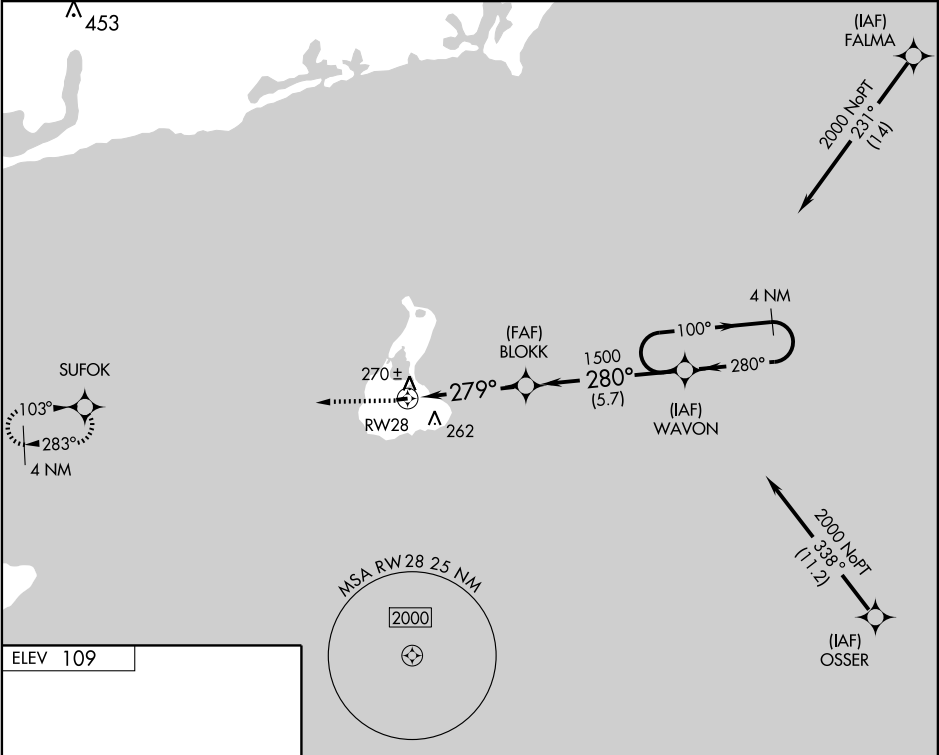 453
(IAF)
FALMA
2000 NoPT
231°
(14)
4 NM
100°
280°
(FAF)
BLOKK
1500
280°
(5.7)
(IAF)
WAVON
SUFOK
103°
283°
4 NM
270 ±
279°
RW28
262
2000 NoPT
338°
(11.2)
(IAF)
OSSER
MSA RW 28 25 NM
2000
ELEV 109